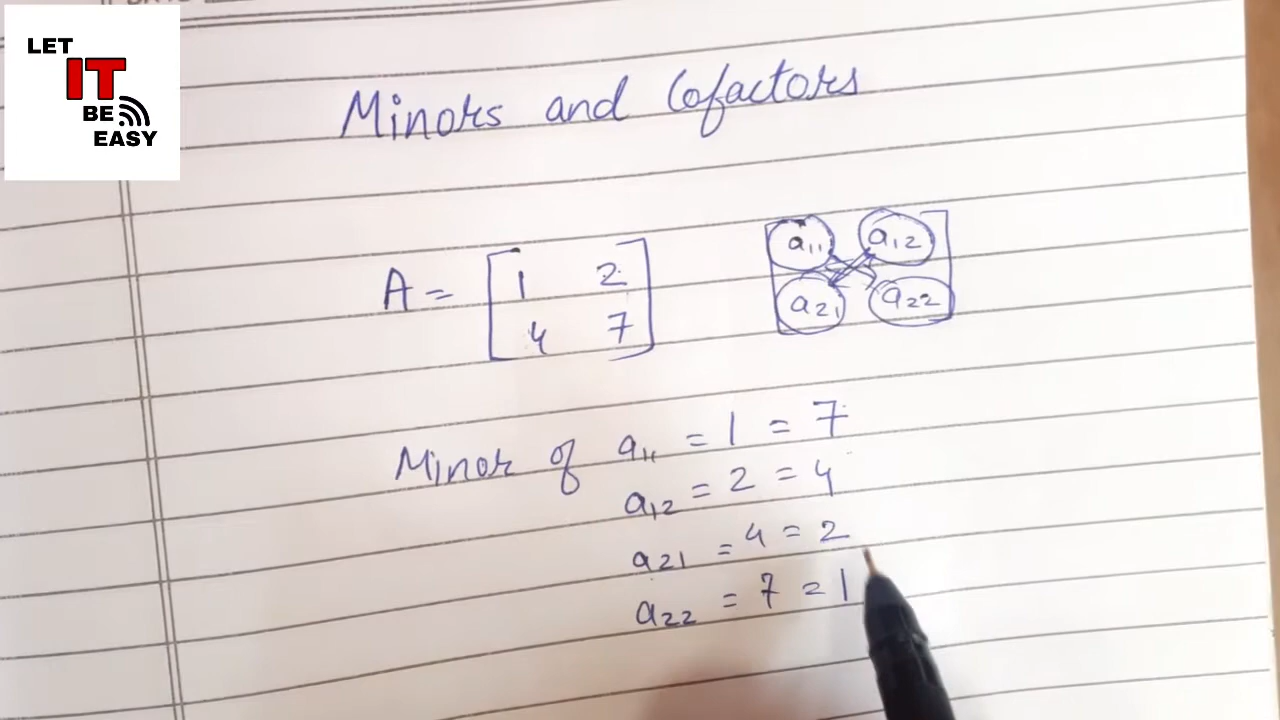 LET
IT
BE
EASY
Minors and Cofactors
A = [ 1 2
4 7 ]
[ a11 a12
a21 a22 ]
Minor of a11 = 1 = 7
a12 = 2 = 4
a21 = 4 = 2
a22 = 7 = 1